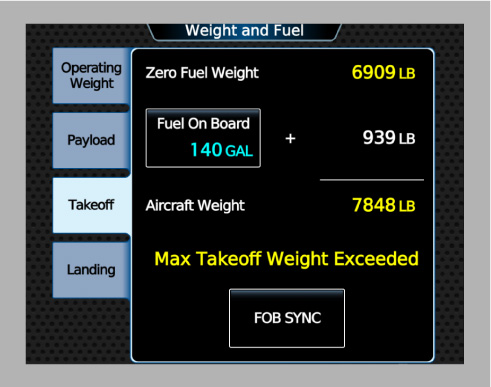 Weight and Fuel
Operating
Weight
Zero Fuel Weight 6909 LB
Payload
Fuel On Board
140 GAL
+ 939 LB
Takeoff
Aircraft Weight 7848 LB
Landing
Max Takeoff Weight Exceeded
FOB SYNC